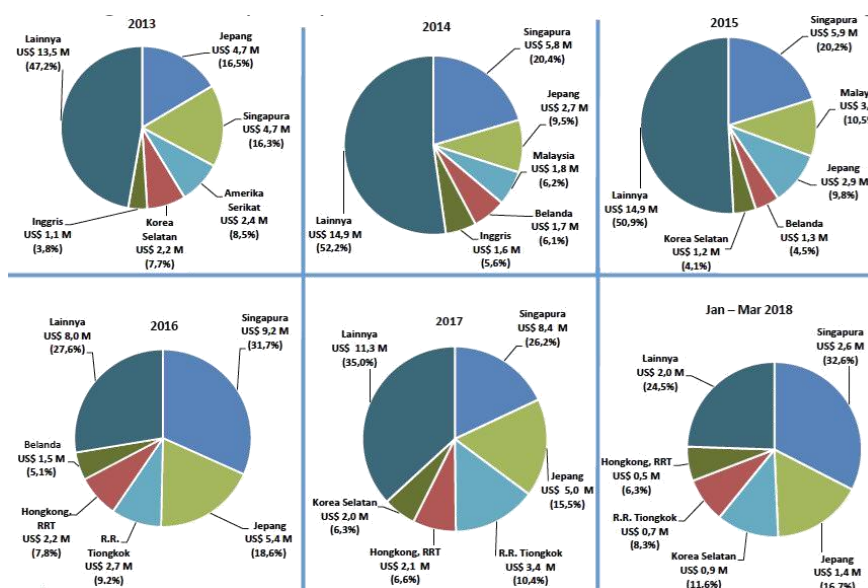 2013
Lainnya
US$ 13,5 M
(47,2%)
Jepang
US$ 4,7 M
(16,5%)
Singapura
US$ 4,7 M
(16,3%)
Amerika
Serikat
US$ 2,4 M
(8,5%)
Korea
Selatan
US$ 2,2 M
(7,7%)
Inggris
US$ 1,1 M
(3,8%)
2014
Singapura
US$ 5,8 M
(20,4%)
Jepang
US$ 2,7 M
(9,5%)
Malaysia
US$ 1,8 M
(6,2%)
Belanda
US$ 1,7 M
(6,1%)
Inggris
US$ 1,6 M
(5,6%)
Lainnya
US$ 14,9 M
(52,2%)
2015
Singapura
US$ 5,9 M
(20,2%)
Malay
US$ 3,
(10,5%
Jepang
US$ 2,9 M
(9,8%)
Belanda
US$ 1,3 M
(4,5%)
Korea Selatan
US$ 1,2 M
(4,1%)
Lainnya
US$ 14,9 M
(50,9%)
2016
Lainnya
US$ 8,0 M
(27,6%)
Singapura
US$ 9,2 M
(31,7%)
Jepang
US$ 5,4 M
(18,6%)
R.R.
Tiongkok
US$ 2,7 M
(9.2%)
Hongkong,
RRT
US$ 2,2 M
(7,8%)
Belanda
US$ 1,5 M
(5,1%)
2017
Lainnya
US$ 11,3 M
(35,0%)
Singapura
US$ 8,4 M
(26,2%)
Jepang
US$ 5,0 M
(15,5%)
R.R. Tiongkok
US$ 3,4 M
(10,4%)
Hongkong, RRT
US$ 2,1 M
(6,6%)
Korea Selatan
US$ 2,0 M
(6,3%)
Jan – Mar 2018
Singapura
US$ 2,6 M
(32,6%)
Lainnya
US$ 2,0 M
(24,5%)
Hongkong, RRT
US$ 0,5 M
(6,3%)
R.R. Tiongkok
US$ 0,7 M
(8,3%)
Korea Selatan
US$ 0,9 M
(11,6%)
Jepang
US$ 1,4 M
(16,7%)